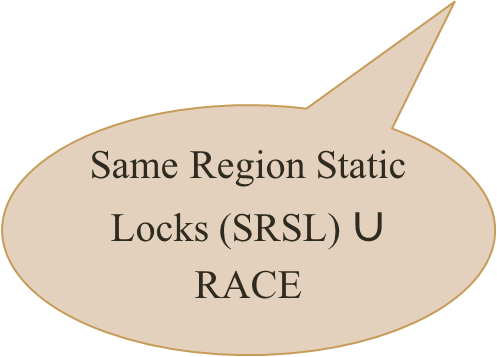 Same Region Static
Locks (SRSL) ∪
RACE